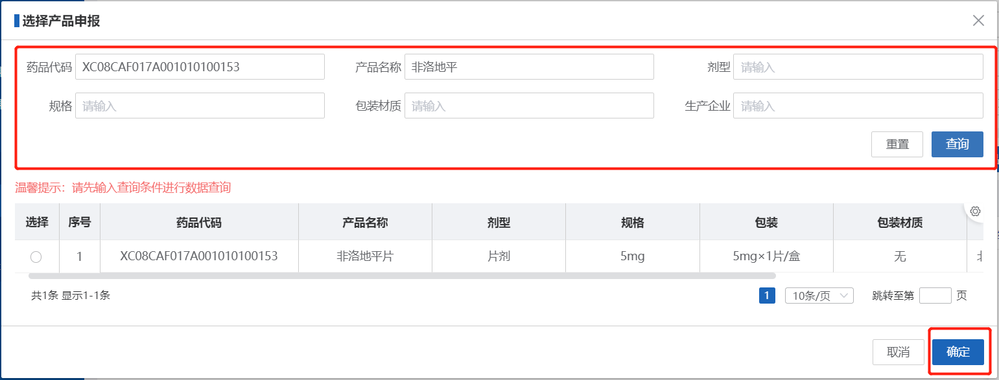 选择产品申报
药品代码 XC08CAF017A001010100153 产品名称 非洛地平 剂型 请输入
规格 请输入 包装材质 请输入 生产企业 请输入
重置 查询
温馨提示：请先输入查询条件进行数据查询
选择 序号 药品代码 产品名称 剂型 规格 包装 包装材质
1 XC08CAF017A001010100153 非洛地平片 片剂 5mg 5mg×1片/盒 无
共1条 显示1-1条 1 10条/页 跳转至第 页
取消 确定